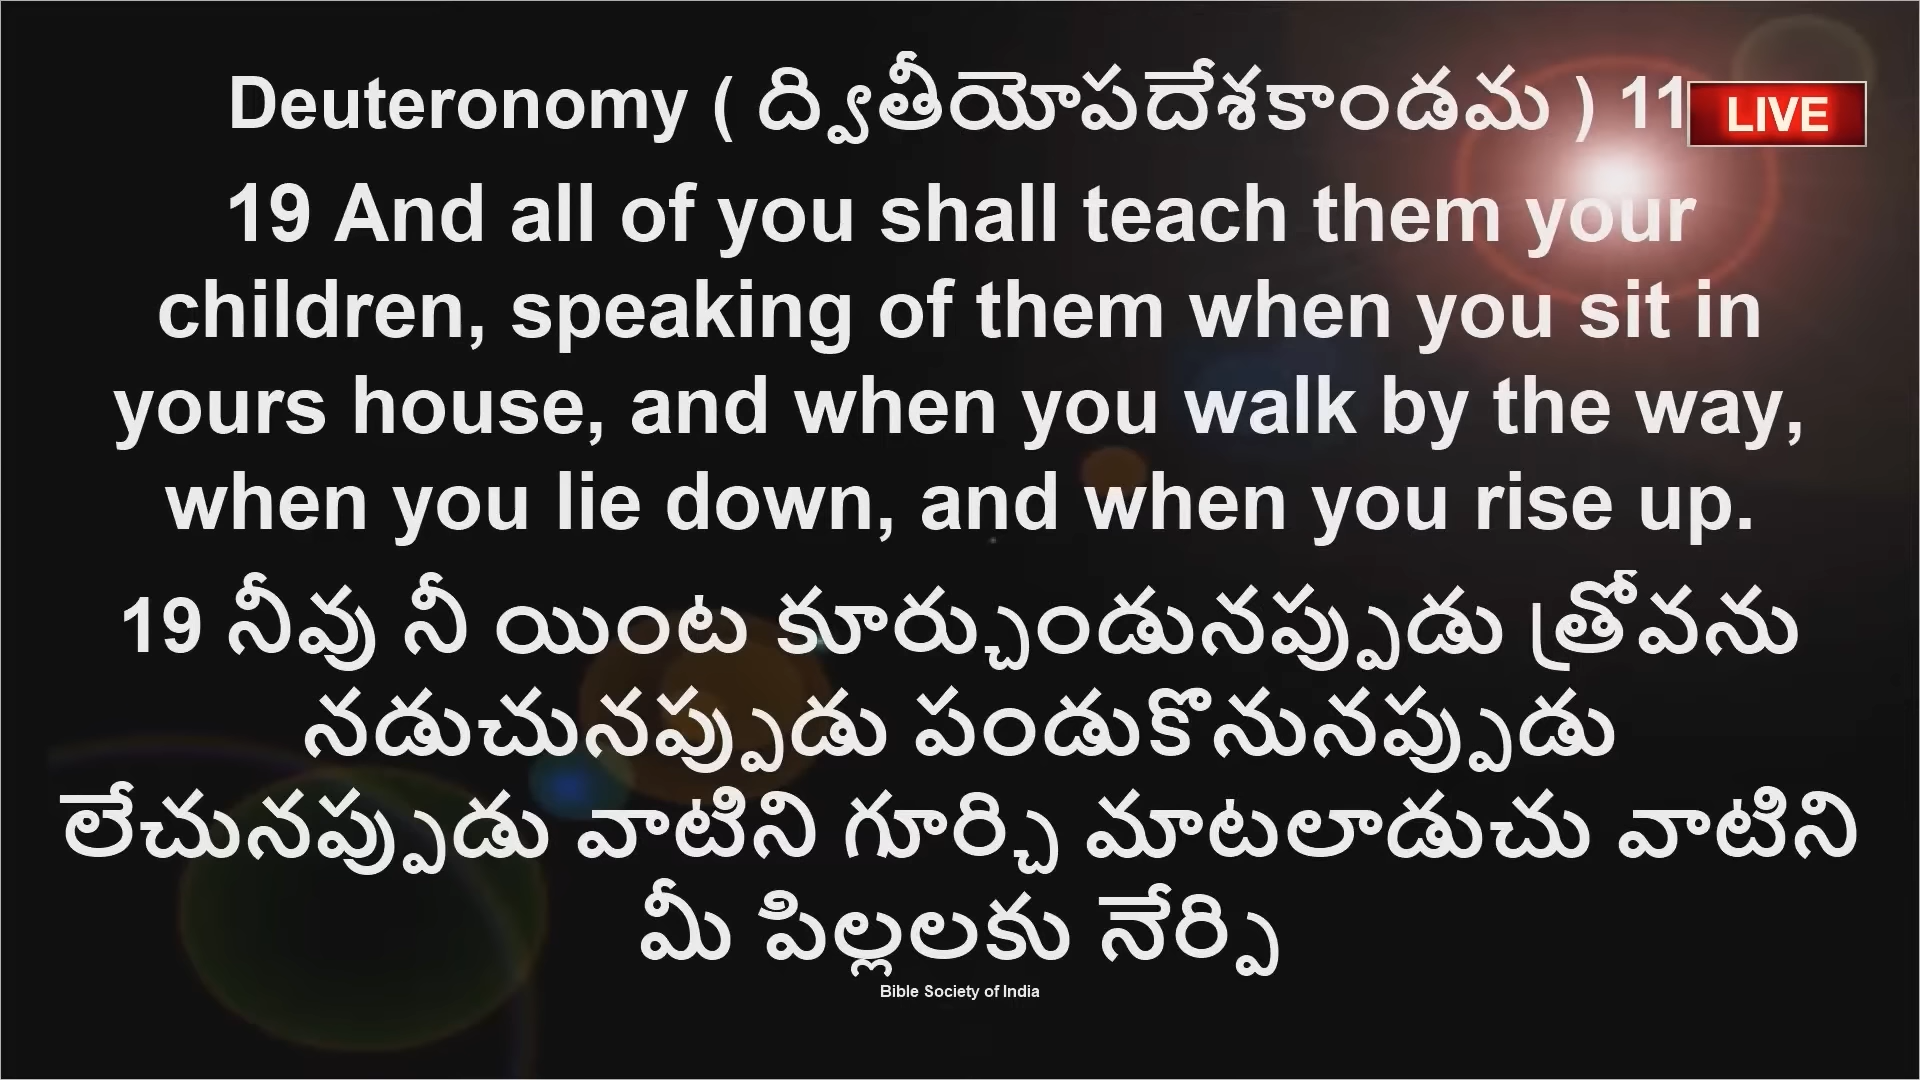 Deuteronomy ( ద్వితీయోపదేశకాండమ ) 11
LIVE
19 And all of you shall teach them your
children, speaking of them when you sit in
yours house, and when you walk by the way,
when you lie down, and when you rise up.
19 నీవు నీ యింట కూర్చుండునప్పుడు త్రోవను
నడుచునప్పుడు పండుకొనునప్పుడు
లేచునప్పుడు వాటిని గూర్చి మాటలాడుచు వాటిని
మీ పిల్లలకు నేర్పి
Bible Society of India